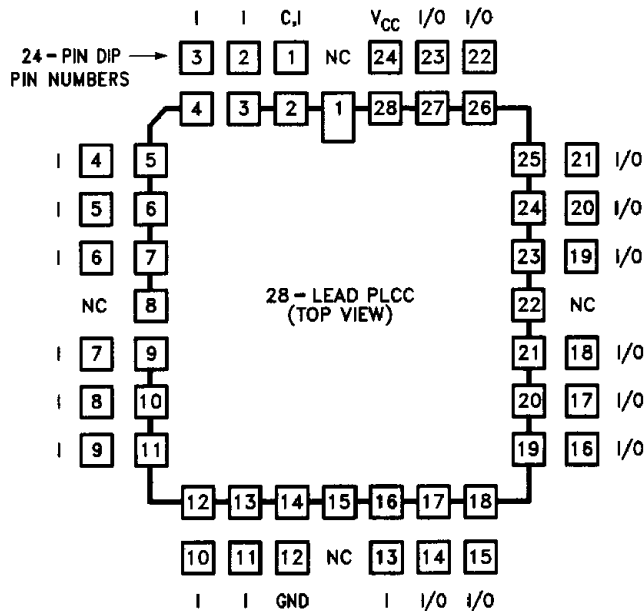 I I C,I VCC I/O I/O
24-PIN DIP PIN NUMBERS
3 2 1 NC 24 23 22
4 3 2 1 28 27 26
I 4 5 25 21 I/O
I 5 6 24 20 I/O
I 6 7 23 19 I/O
NC 8 22 NC
28-LEAD PLCC
(TOP VIEW)
I 7 9 21 18 I/O
I 8 10 20 17 I/O
I 9 11 19 16 I/O
12 13 14 15 16 17 18
10 11 12 NC 13 14 15
I I GND I I/O I/O